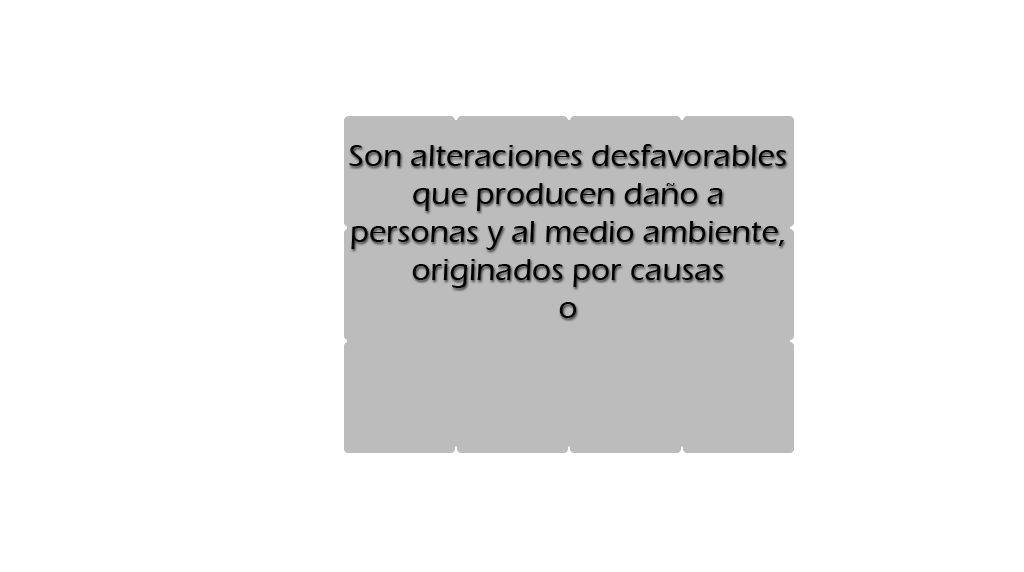 Son alteraciones desfavorables
que producen daño a
personas y al medio ambiente,
originados por causas
o